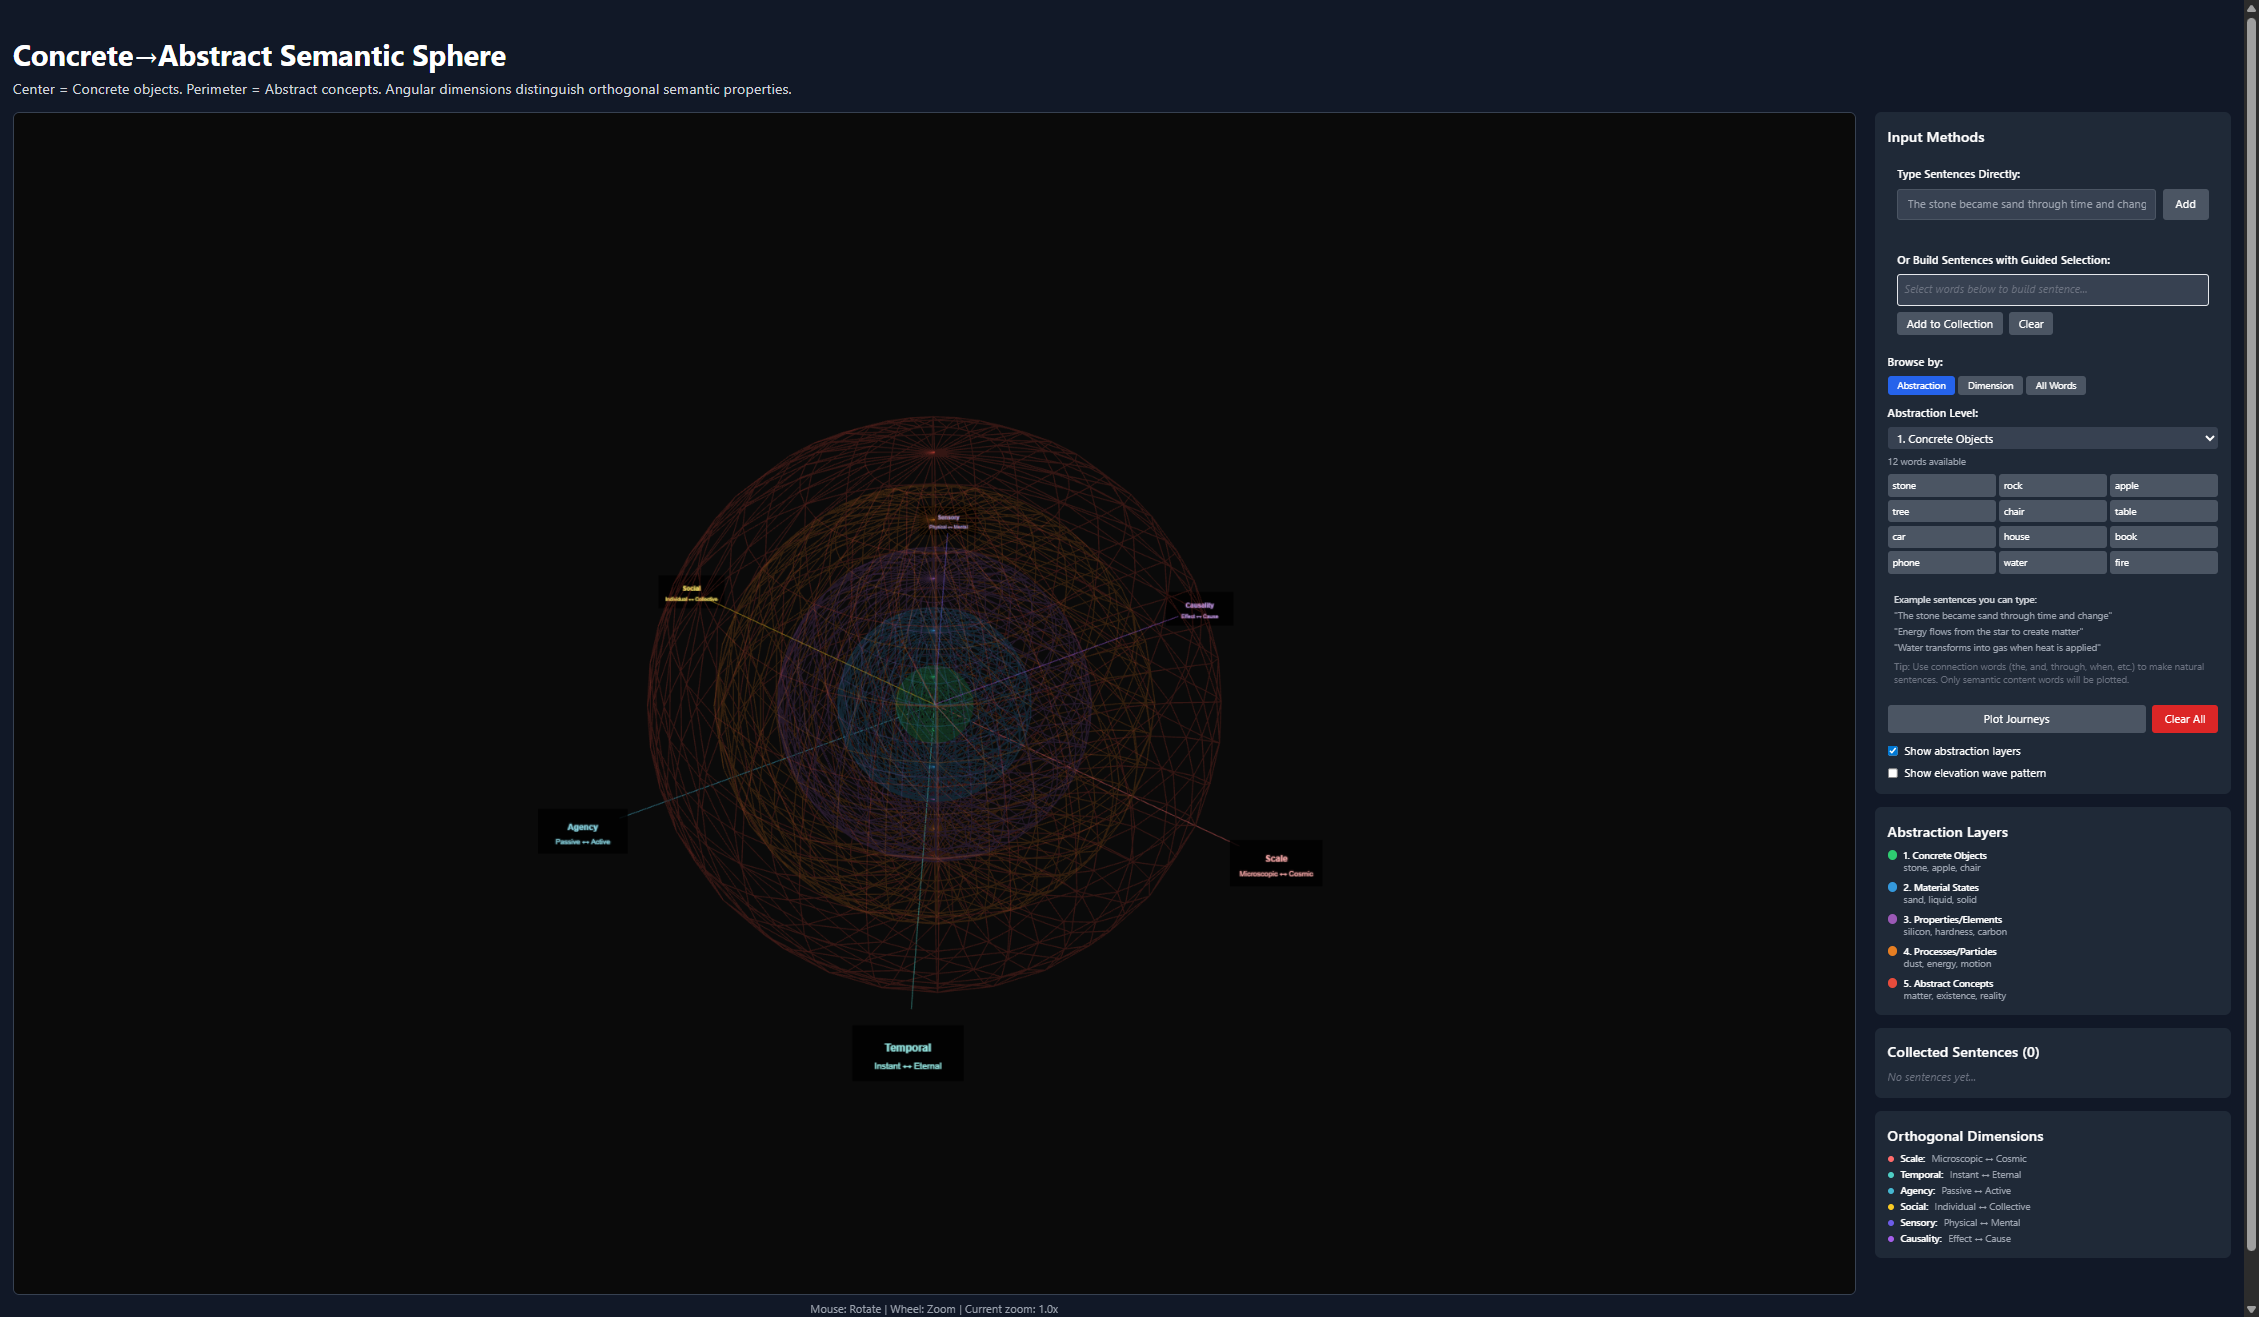 Concrete→Abstract Semantic Sphere
Center = Concrete objects. Perimeter = Abstract concepts. Angular dimensions distinguish orthogonal semantic properties.
Sensory
Physical ↔ Mental
Social
Individual ↔ Collective
Causality
Effect ↔ Cause
Agency
Passive ↔ Active
Scale
Microscopic ↔ Cosmic
Temporal
Instant ↔ Eternal
Mouse: Rotate | Wheel: Zoom | Current zoom: 1.0x
Input Methods
Type Sentences Directly:
The stone became sand through time and chang
Add
Or Build Sentences with Guided Selection:
Select words below to build sentence...
Add to Collection
Clear
Browse by:
Abstraction
Dimension
All Words
Abstraction Level:
1. Concrete Objects
12 words available
stone
rock
apple
tree
chair
table
car
house
book
phone
water
fire
Example sentences you can type:
"The stone became sand through time and change"
"Energy flows from the star to create matter"
"Water transforms into gas when heat is applied"
Tip: Use connection words (the, and, through, when, etc.) to make natural
sentences. Only semantic content words will be plotted.
Plot Journeys
Clear All
Show abstraction layers
Show elevation wave pattern
Abstraction Layers
1. Concrete Objects
stone, apple, chair
2. Material States
sand, liquid, solid
3. Properties/Elements
silicon, hardness, carbon
4. Processes/Particles
dust, energy, motion
5. Abstract Concepts
matter, existence, reality
Collected Sentences (0)
No sentences yet...
Orthogonal Dimensions
Scale: Microscopic ↔ Cosmic
Temporal: Instant ↔ Eternal
Agency: Passive ↔ Active
Social: Individual ↔ Collective
Sensory: Physical ↔ Mental
Causality: Effect ↔ Cause